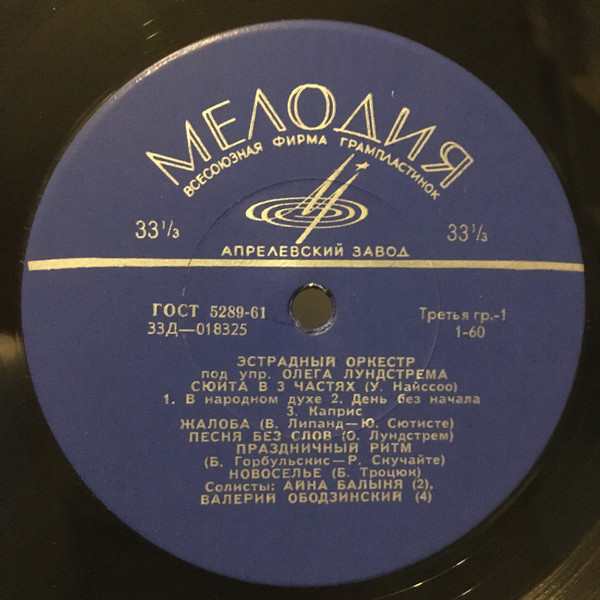 МЕЛОДИЯ
ВСЕСОЮЗНАЯ ФИРМА ГРАМПЛАСТИНОК
33⅓ 33⅓
АПРЕЛЕВСКИЙ ЗАВОД
ГОСТ 5289-61 Третья гр.-1
33Д—018325 1-60
ЭСТРАДНЫЙ ОРКЕСТР
под упр. ОЛЕГА ЛУНДСТРЕМА
СЮИТА В 3 ЧАСТЯХ (У. Найссоо)
1. В народном духе 2. День без начала
3. Каприс
ЖАЛОБА (В. Липанд—Ю. Сютисте)
ПЕСНЯ БЕЗ СЛОВ (О. Лундстрем)
ПРАЗДНИЧНЫЙ РИТМ
(Б. Горбульскис—Р. Скучайте)
НОВОСЕЛЬЕ (Б. Троцюк)
Солисты: АЙНА БАЛЫНЯ (2),
ВАЛЕРИЙ ОБОДЗИНСКИЙ (4)